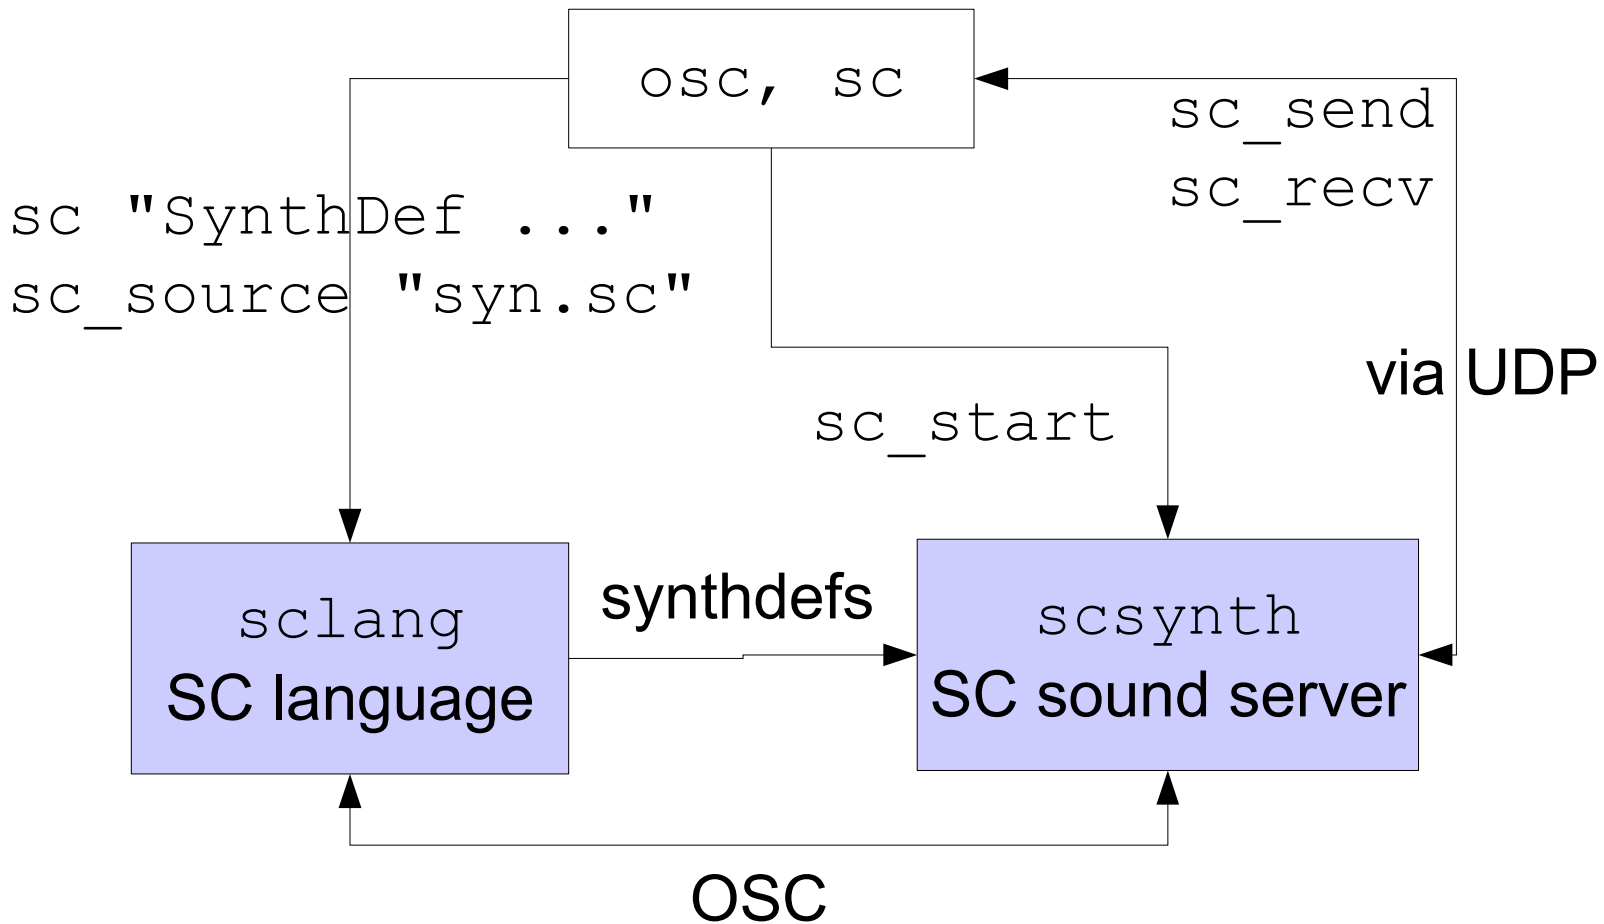 osc, sc
sc_send
sc_recv
sc "SynthDef ..."
sc_source "syn.sc"
via UDP
sc_start
synthdefs
sclang
SC language
scsynth
SC sound server
OSC